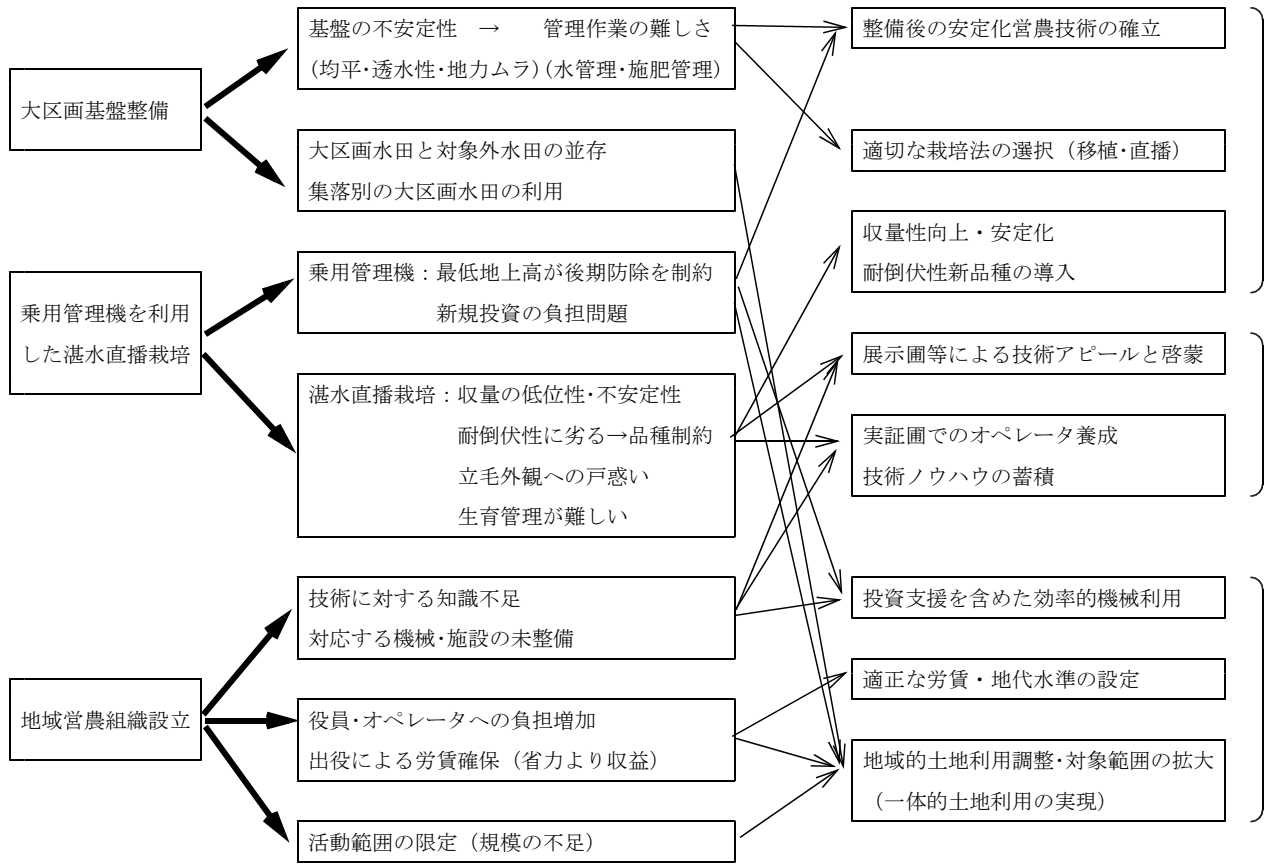 大区画基盤整備
乗用管理機を利用
した湛水直播栽培
地域営農組織設立
基盤の不安定性 → 管理作業の難しさ
(均平･透水性･地力ムラ)(水管理･施肥管理)
大区画水田と対象外水田の並存
集落別の大区画水田の利用
乗用管理機：最低地上高が後期防除を制約
新規投資の負担問題
湛水直播栽培：収量の低位性･不安定性
耐倒伏性に劣る→品種制約
立毛外観への戸惑い
生育管理が難しい
技術に対する知識不足
対応する機械･施設の未整備
役員･オペレータへの負担増加
出役による労賃確保（省力より収益）
活動範囲の限定（規模の不足）
整備後の安定化営農技術の確立
適切な栽培法の選択（移植･直播）
収量性向上・安定化
耐倒伏性新品種の導入
展示圃等による技術アピールと啓蒙
実証圃でのオペレータ養成
技術ノウハウの蓄積
投資支援を含めた効率的機械利用
適正な労賃・地代水準の設定
地域的土地利用調整･対象範囲の拡大
（一体的土地利用の実現）